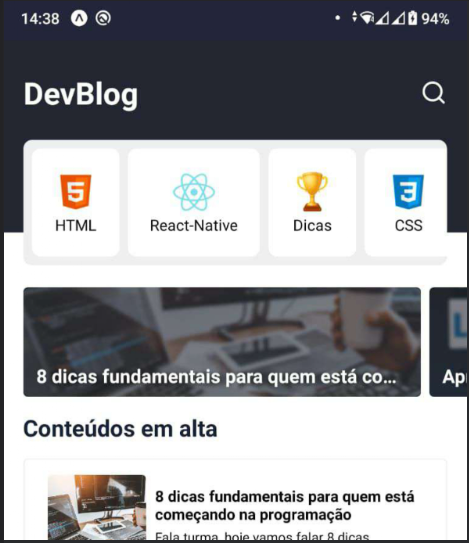 14:38
94%
DevBlog
HTML
React-Native
Dicas
CSS
8 dicas fundamentais para quem está co...
Conteúdos em alta
8 dicas fundamentais para quem está
começando na programação
Fala turma, hoje vamos falar 8 dicas